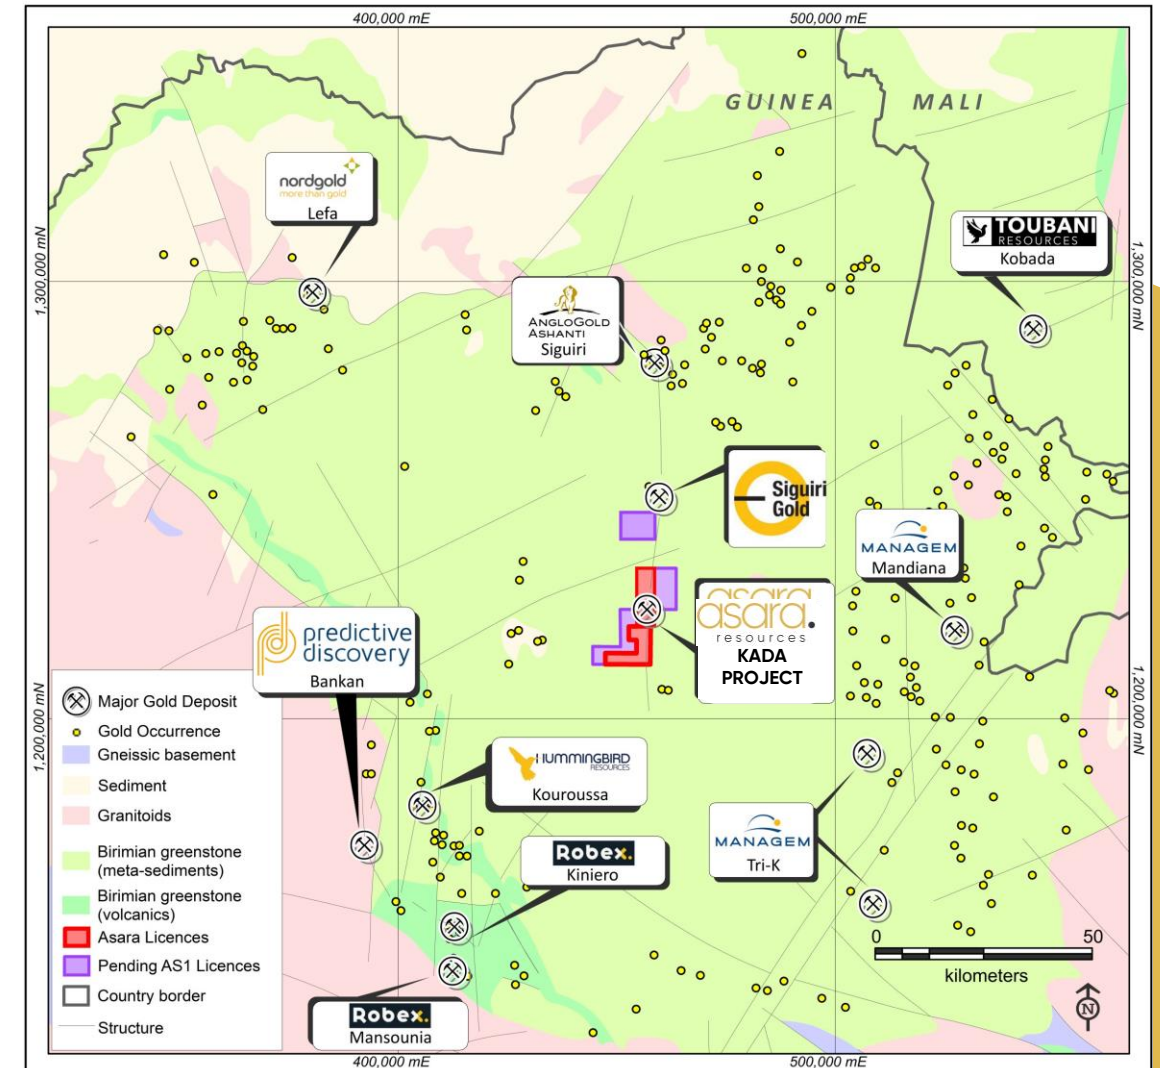 400,000 mE
500,000 mE
GUINEA
MALI
nordgold
more than gold
Lefa
TOUBANI
RESOURCES
Kobada
1,300,000 mN
1,300,000 mN
ANGLOGOLD
ASHANTI
Siguiri
Siguiri
Gold
MANAGEM
Mandiana
asara
asara.
resources
KADA
PROJECT
predictive
discovery
Bankan
Major Gold Deposit
Gold Occurrence
Gneissic basement
Sediment
Granitoids
Birimian greenstone
(meta-sediments)
Birimian greenstone
(volcanics)
Asara Licences
Pending AS1 Licences
Country border
Structure
1,200,000 mN
1,200,000 mN
HUMMINGBIRD
RESOURCES
Kouroussa
Robex.
Kiniero
MANAGEM
Tri-K
Robex.
Mansounia
0
50
kilometers
N
400,000 mE
500,000 mE